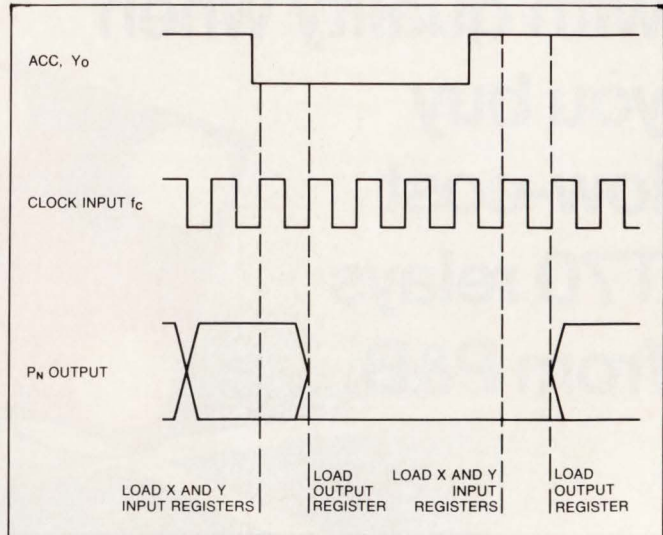 ACC, Y₀
CLOCK INPUT fc
PN OUTPUT
LOAD X AND Y
INPUT REGISTERS
LOAD
OUTPUT
REGISTER
LOAD X AND Y
INPUT
REGISTERS
LOAD
OUTPUT
REGISTER